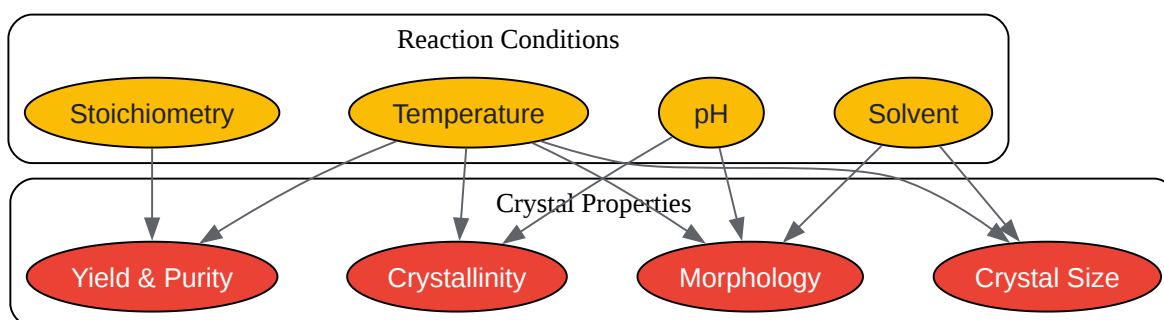 Reaction Conditions
Stoichiometry
Temperature
pH
Solvent
Crystal Properties
Yield & Purity
Crystallinity
Morphology
Crystal Size